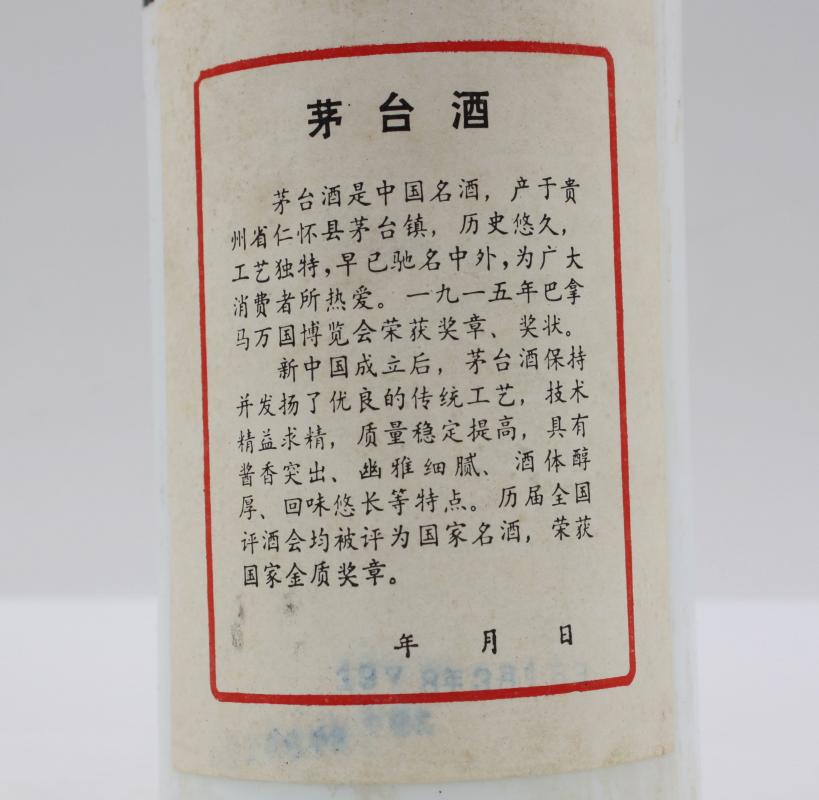 茅台酒
茅台酒是中国名酒，产于贵
州省仁怀县茅台镇，历史悠久，
工艺独特，早已驰名中外，为广大
消费者所热爱。一九一五年巴拿
马万国博览会荣获奖章、奖状。
新中国成立后，茅台酒保持
并发扬了优良的传统工艺，技术
精益求精，质量稳定提高，具有
酱香突出、幽雅细腻、酒体醇
厚、回味悠长等特点。历届全国
评酒会均被评为国家名酒，荣获
国家金质奖章。
年 月 日